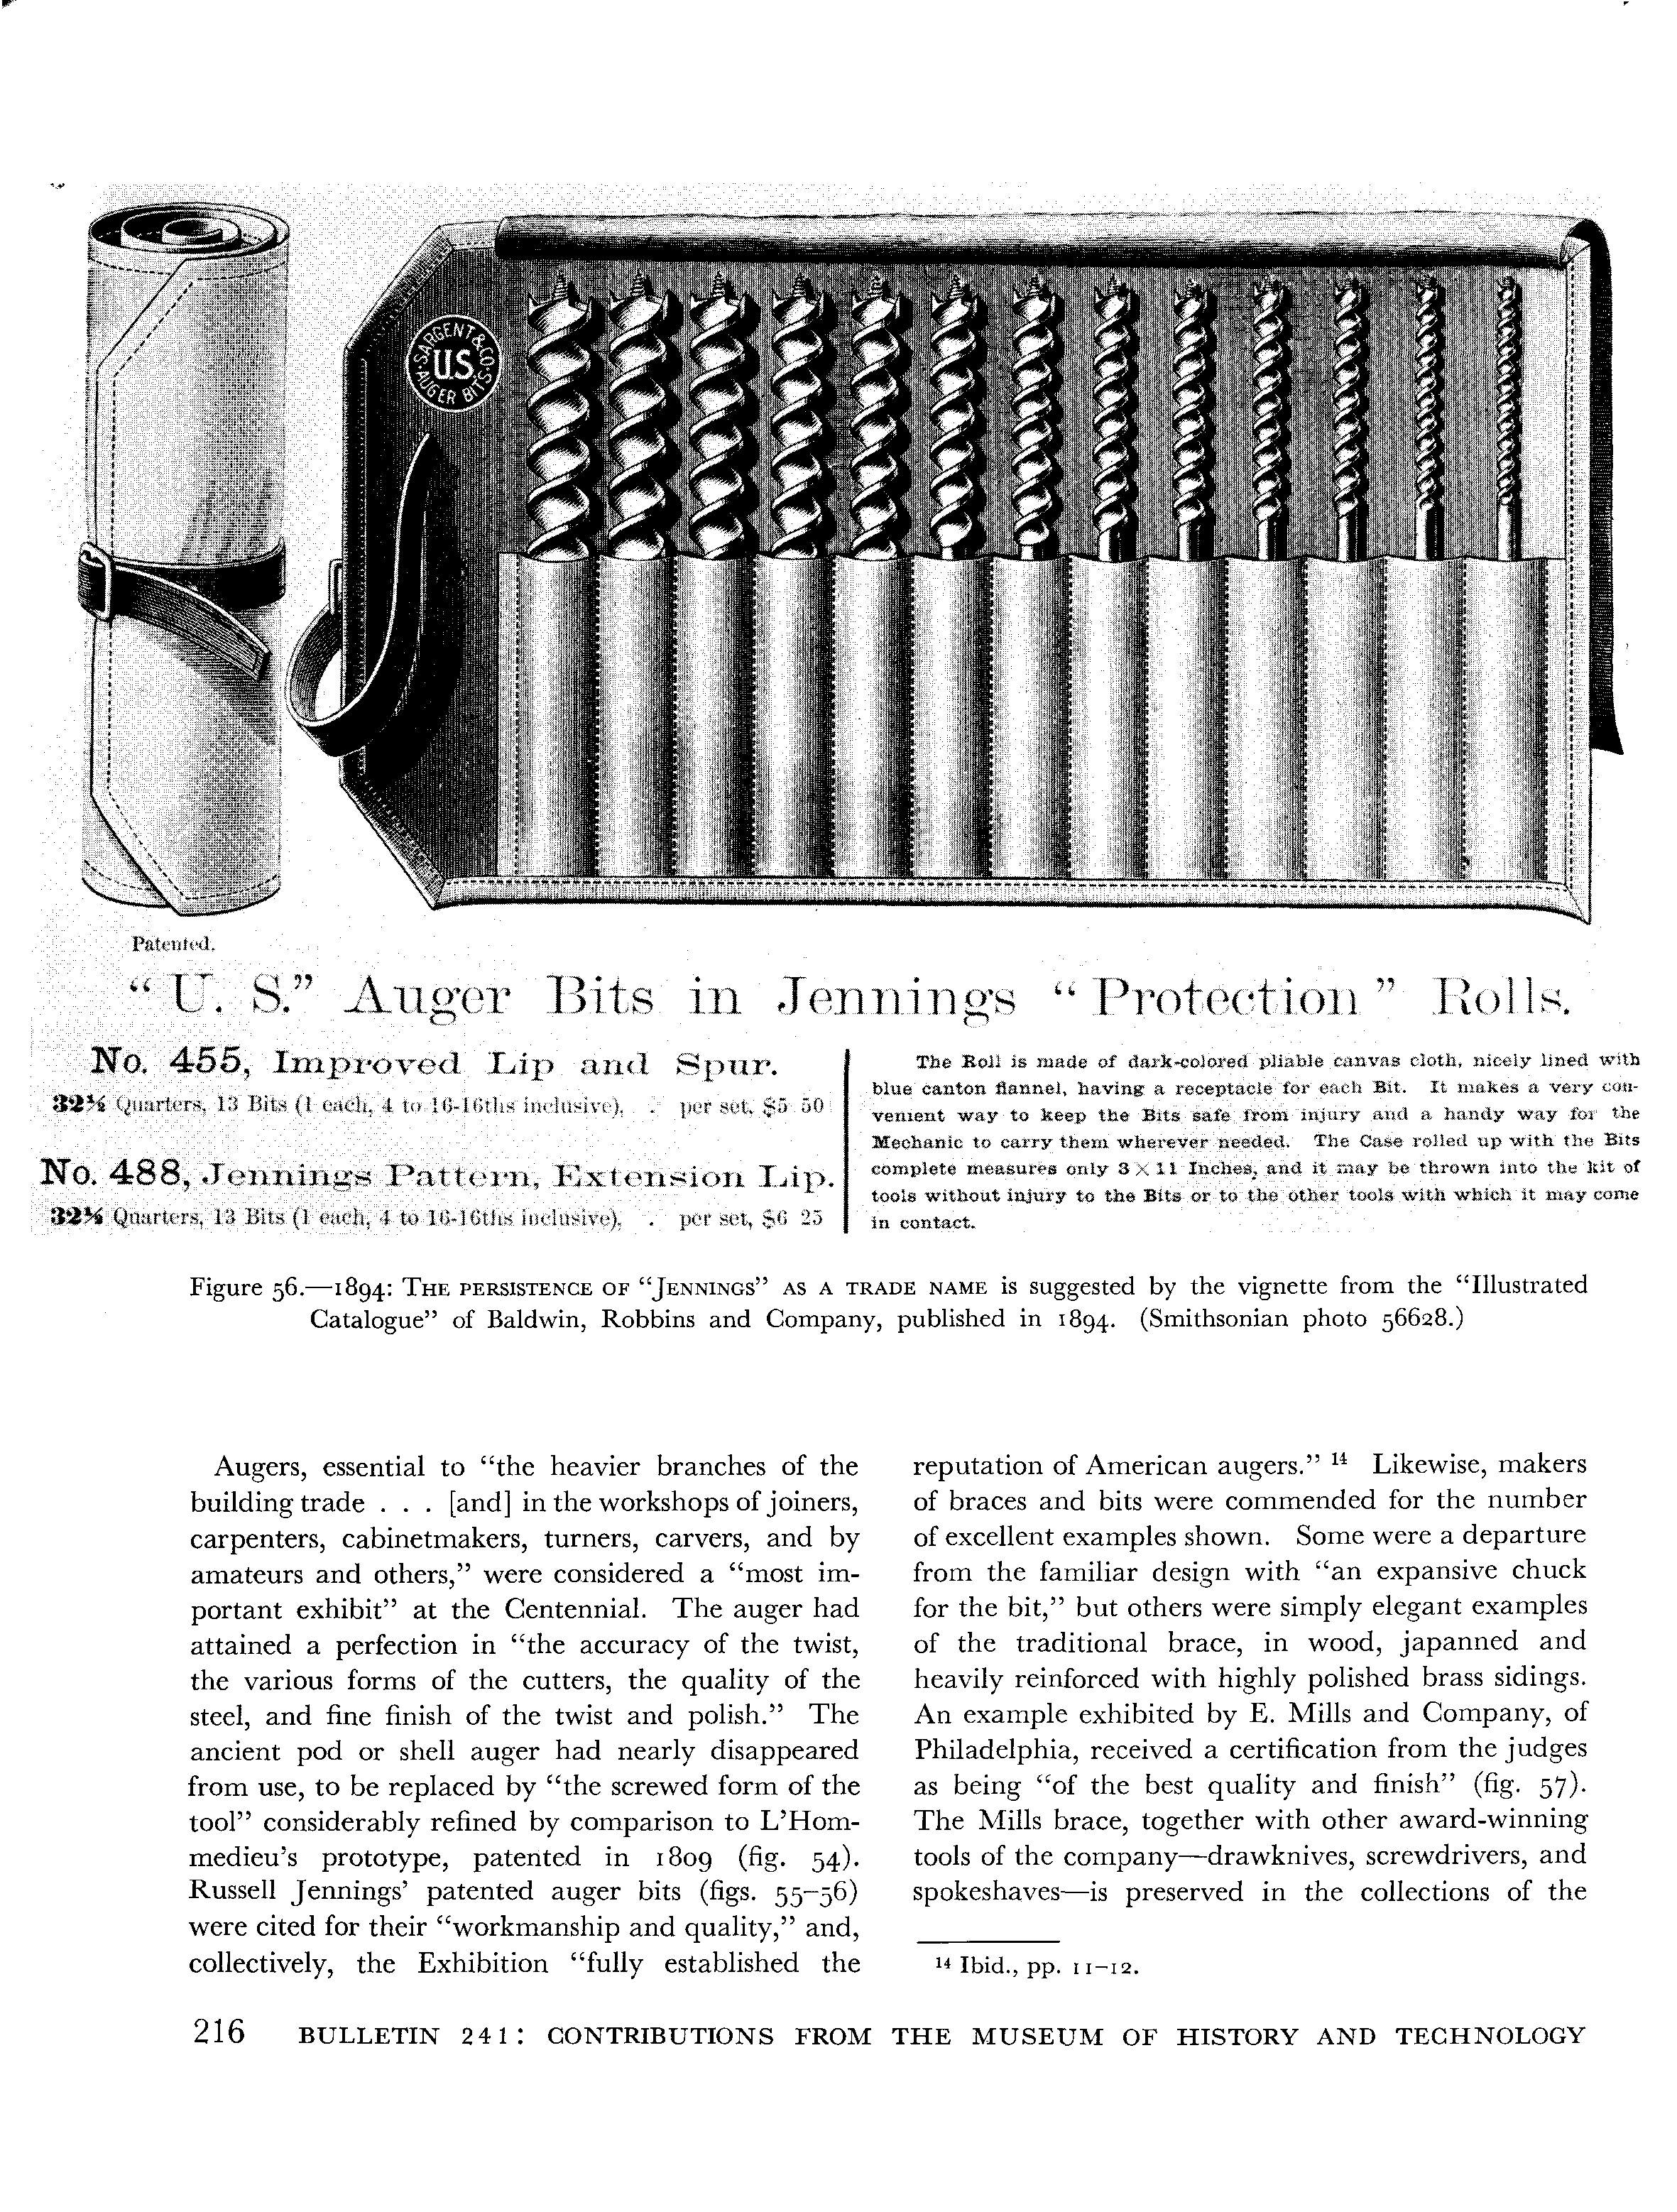 SARGENT & CO.
U.S.
AUGER BITS
Patented.
“U. S.” Auger Bits in Jennings “Protection” Rolls.
No. 455, Improved Lip and Spur.
32½ Quarters, 13 Bits (1 each, 4 to 16-16ths inclusive), . per set, $5 50
No. 488, Jennings Pattern, Extension Lip.
32½ Quarters, 13 Bits (1 each, 4 to 16-16ths inclusive), . per set, $6 25
The Roll is made of dark-colored pliable canvas cloth, nicely lined with
blue canton flannel, having a receptacle for each Bit. It makes a very con-
venient way to keep the Bits safe from injury and a handy way for the
Mechanic to carry them wherever needed. The Case rolled up with the Bits
complete measures only 3 × 11 Inches, and it may be thrown into the kit of
tools without injury to the Bits or to the other tools with which it may come
in contact.
Figure 56.—1894: The persistence of “Jennings” as a trade name is suggested by the vignette from the “Illustrated
Catalogue” of Baldwin, Robbins and Company, published in 1894. (Smithsonian photo 56628.)
Augers, essential to “the heavier branches of the
building trade . . . [and] in the workshops of joiners,
carpenters, cabinetmakers, turners, carvers, and by
amateurs and others,” were considered a “most im-
portant exhibit” at the Centennial. The auger had
attained a perfection in “the accuracy of the twist,
the various forms of the cutters, the quality of the
steel, and fine finish of the twist and polish.” The
ancient pod or shell auger had nearly disappeared
from use, to be replaced by “the screwed form of the
tool” considerably refined by comparison to L’Hom-
medieu’s prototype, patented in 1809 (fig. 54).
Russell Jennings’ patented auger bits (figs. 55–56)
were cited for their “workmanship and quality,” and,
collectively, the Exhibition “fully established the
reputation of American augers.” 14 Likewise, makers
of braces and bits were commended for the number
of excellent examples shown. Some were a departure
from the familiar design with “an expansive chuck
for the bit,” but others were simply elegant examples
of the traditional brace, in wood, japanned and
heavily reinforced with highly polished brass sidings.
An example exhibited by E. Mills and Company, of
Philadelphia, received a certification from the judges
as being “of the best quality and finish” (fig. 57).
The Mills brace, together with other award-winning
tools of the company—drawknives, screwdrivers, and
spokeshaves—is preserved in the collections of the
14 Ibid., pp. 11–12.
216 BULLETIN 241: CONTRIBUTIONS FROM THE MUSEUM OF HISTORY AND TECHNOLOGY